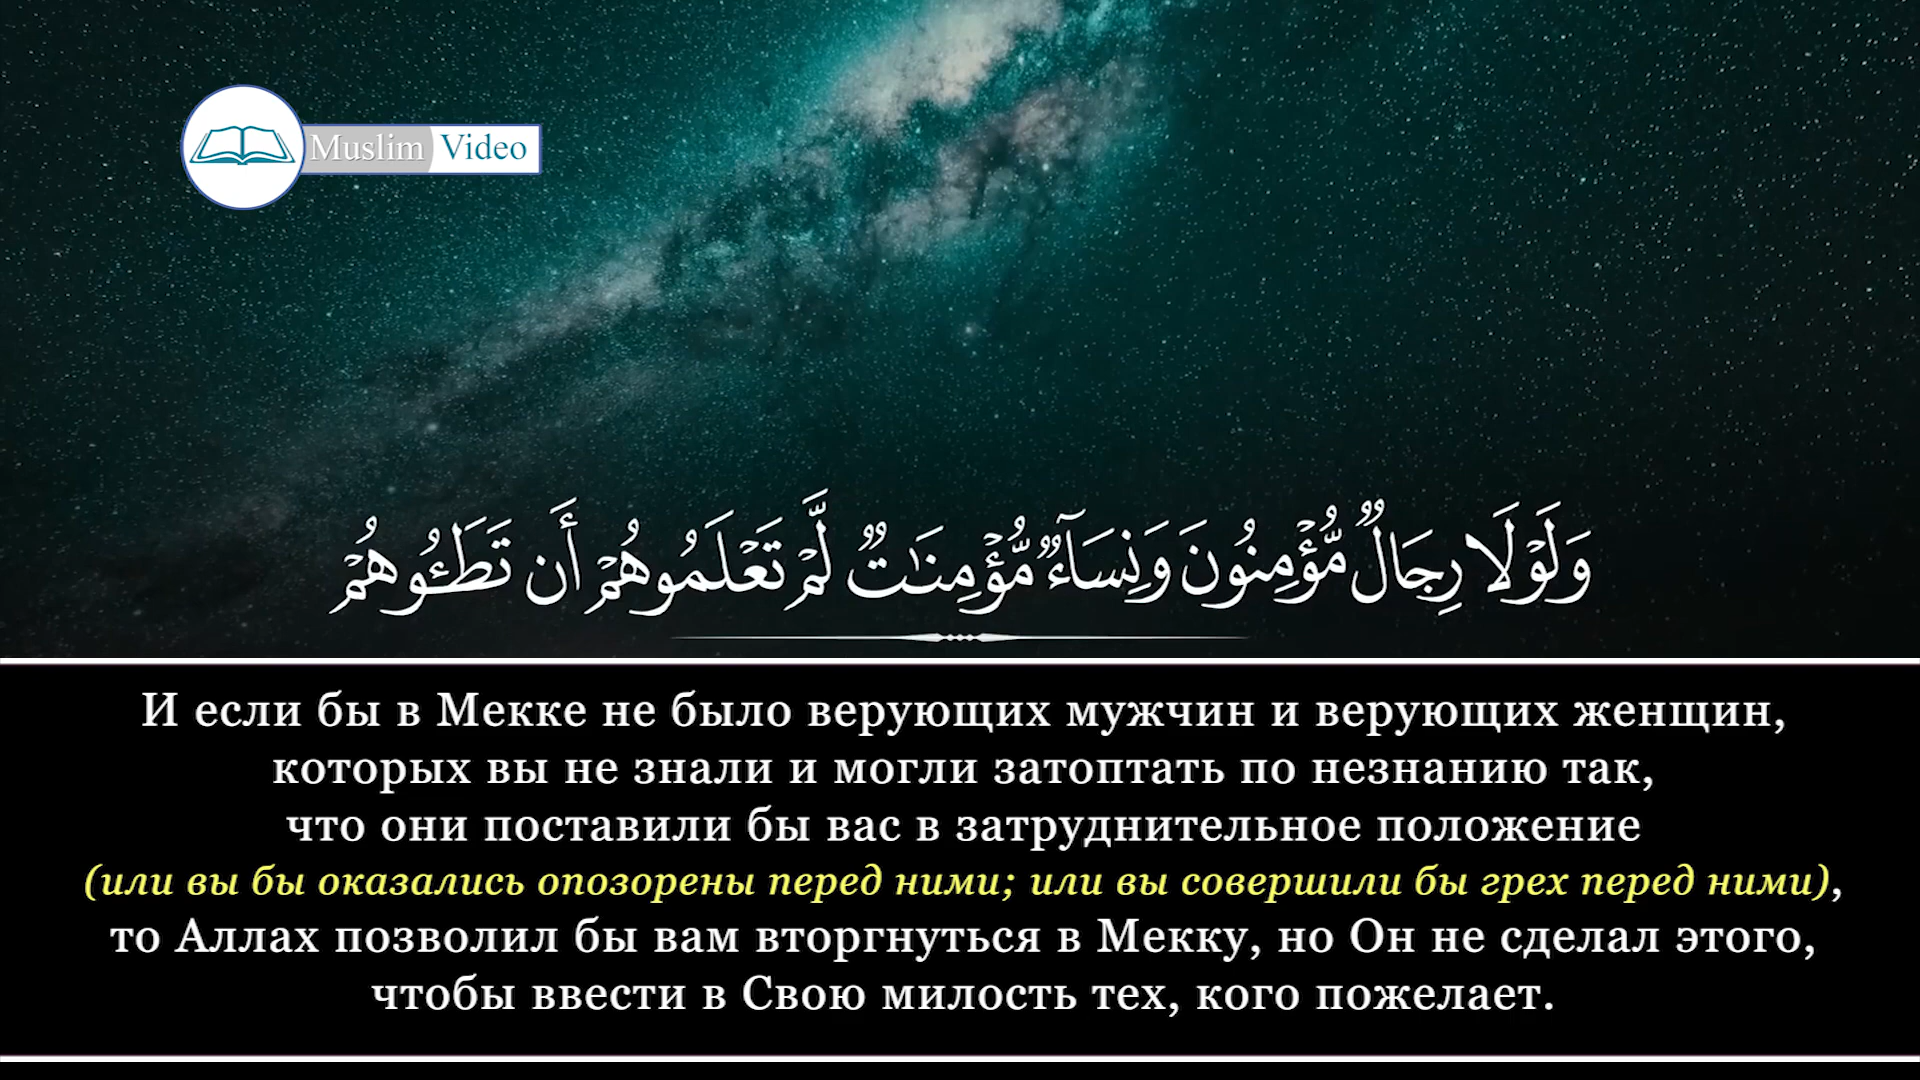 Muslim Video
وَلَوْلَا رِجَالٌ مُّؤْمِنُونَ وَنِسَآءٌ مُّؤْمِنَٰتٌ لَّمْ تَعْلَمُوهُمْ أَن تَطَـُٔوهُمْ
И если бы в Мекке не было верующих мужчин и верующих женщин,
которых вы не знали и могли затоптать по незнанию так,
что они поставили бы вас в затруднительное положение
(или вы бы оказались опозорены перед ними; или вы совершили бы грех перед ними),
то Аллах позволил бы вам вторгнуться в Мекку, но Он не сделал этого,
чтобы ввести в Свою милость тех, кого пожелает.